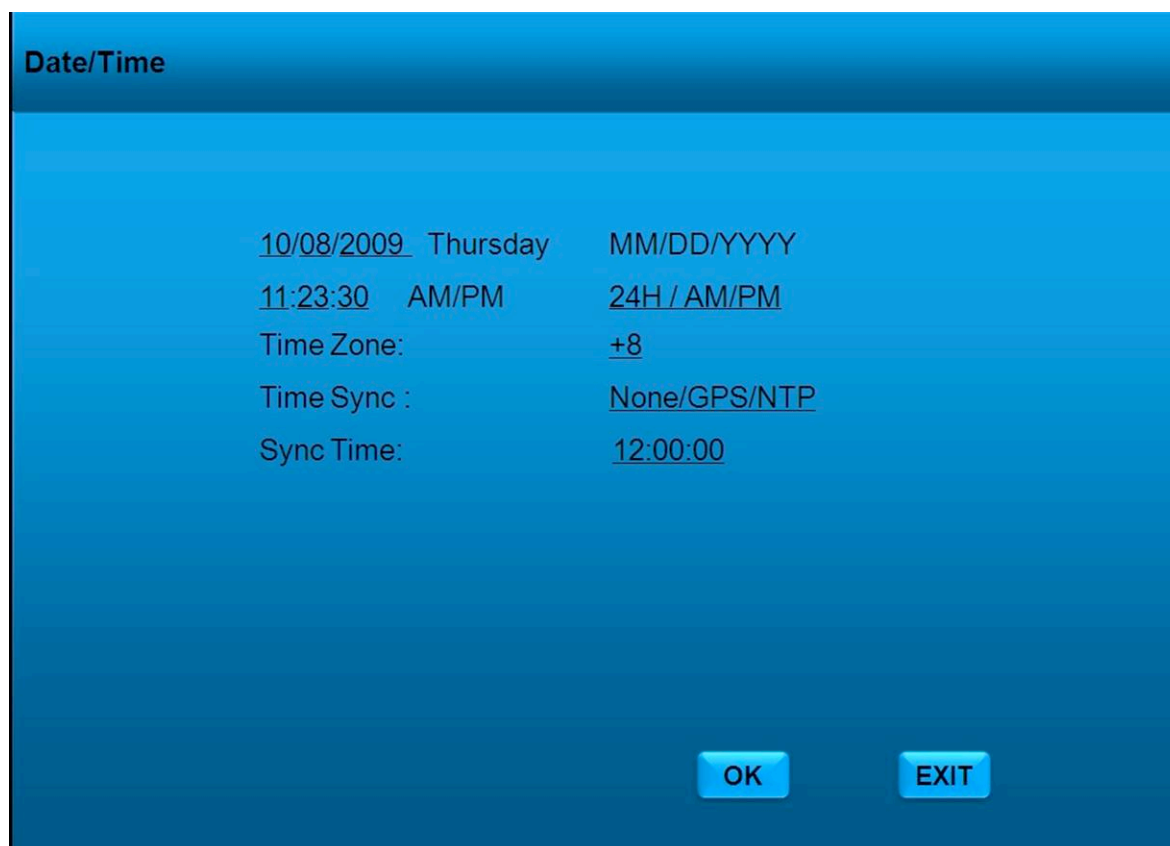 Date/Time
10/08/2009 Thursday MM/DD/YYYY
11:23:30 AM/PM 24H / AM/PM
Time Zone: +8
Time Sync : None/GPS/NTP
Sync Time: 12:00:00
OK EXIT